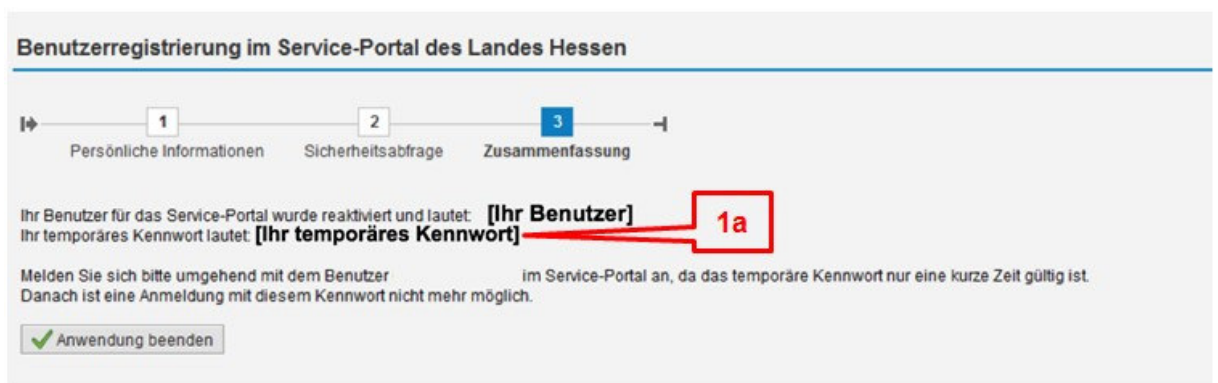 Benutzerregistrierung im Service-Portal des Landes Hessen
1 2 3
Persönliche Informationen Sicherheitsabfrage Zusammenfassung
Ihr Benutzer für das Service-Portal wurde reaktiviert und lautet: [Ihr Benutzer]
1a
Ihr temporäres Kennwort lautet: [Ihr temporäres Kennwort]
Melden Sie sich bitte umgehend mit dem Benutzer im Service-Portal an, da das temporäre Kennwort nur eine kurze Zeit gültig ist.
Danach ist eine Anmeldung mit diesem Kennwort nicht mehr möglich.
Anwendung beenden